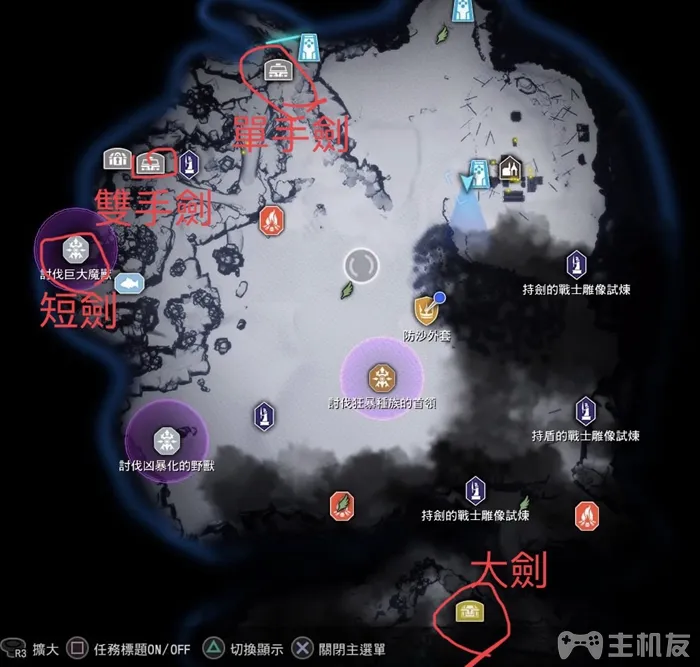 單手劍
雙手劍
討伐巨大魔獸
短劍
持劍的戰士雕像試煉
防沙外套
討伐狂暴種族的首領
持盾的戰士雕像試煉
討伐凶暴化的野獸
持劍的戰士雕像試煉
大劍
R3 擴大 任務標題ON/OFF 切換顯示 關閉主選單
主机友